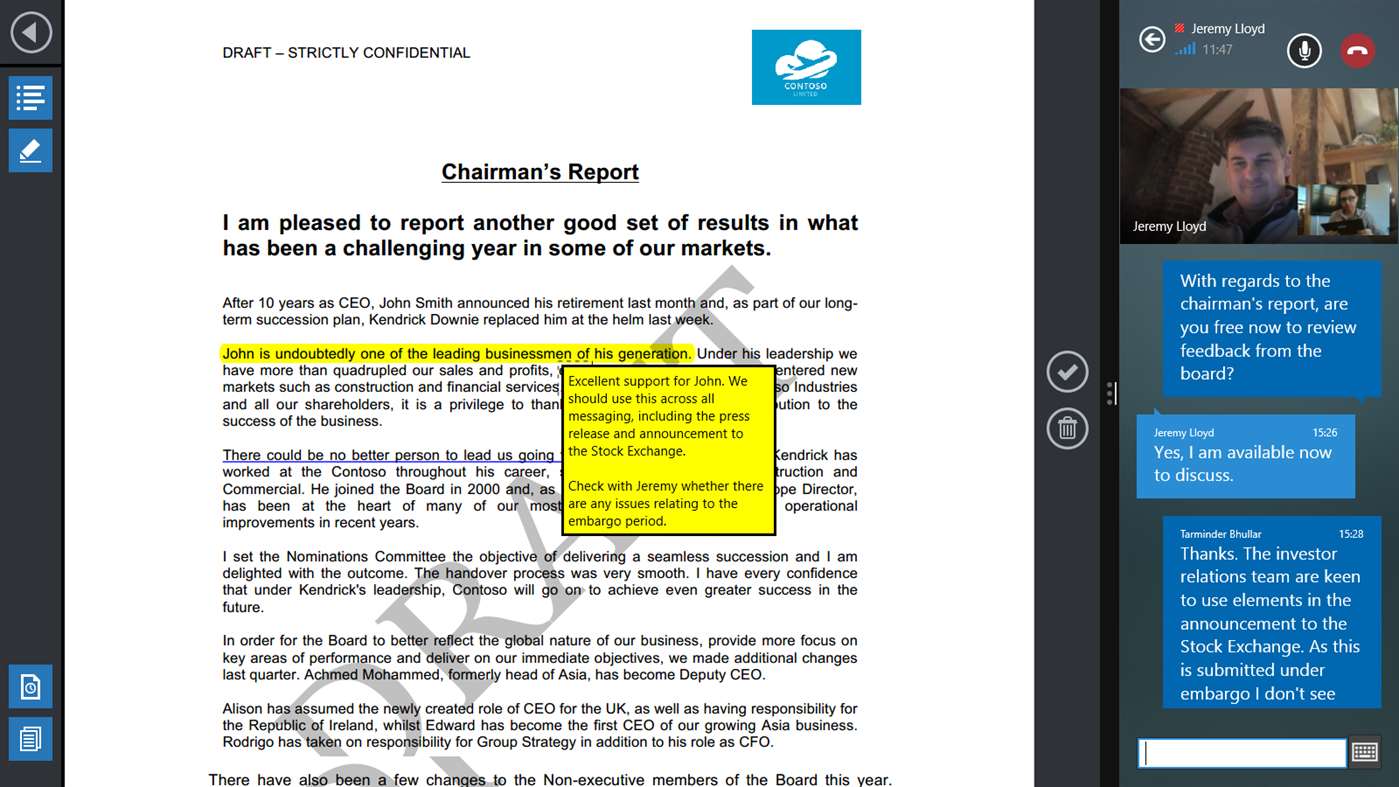 DRAFT – STRICTLY CONFIDENTIAL
CONTOSO
LIMITED
Chairman's Report
I am pleased to report another good set of results in what
has been a challenging year in some of our markets.
After 10 years as CEO, John Smith announced his retirement last month and, as part of our long-
term succession plan, Kendrick Downie replaced him at the helm last week.
John is undoubtedly one of the leading businessmen of his generation. Under his leadership we
have more than quadrupled our sales and profits, entered new
markets such as construction and financial services, Industries
and all our shareholders, it is a privilege to to the
success of the business.
There could be no better person to lead us going Kendrick has
worked at the Contoso throughout his career, and
Commercial. He joined the Board in 2000 and, as Director,
has been at the heart of many of our most operational
improvements in recent years.
I set the Nominations Committee the objective of delivering a seamless succession and I am
delighted with the outcome. The handover process was very smooth. I have every confidence
that under Kendrick's leadership, Contoso will go on to achieve even greater success in the
future.
In order for the Board to better reflect the global nature of our business, provide more focus on
key areas of performance and deliver on our immediate objectives, we made additional changes
last quarter. Achmed Mohammed, formerly head of Asia, has become Deputy CEO.
Alison has assumed the newly created role of CEO for the UK, as well as having responsibility for
the Republic of Ireland, whilst Edward has become the first CEO of our growing Asia business.
Rodrigo has taken on responsibility for Group Strategy in addition to his role as CFO.
There have also been a few changes to the Non-executive members of the Board this year.
DRAFT
Excellent support for John. We
should use this across all
messaging, including the press
release and announcement to
the Stock Exchange.
Check with Jeremy whether there
are any issues relating to the
embargo period.
Jeremy Lloyd
11:47
Jeremy Lloyd
With regards to the
chairman's report, are
you free now to review
feedback from the
board?
Jeremy Lloyd 15:26
Yes, I am available now
to discuss.
Tarminder Bhullar 15:28
Thanks. The investor
relations team are keen
to use elements in the
announcement to the
Stock Exchange. As this
is submitted under
embargo I don't see